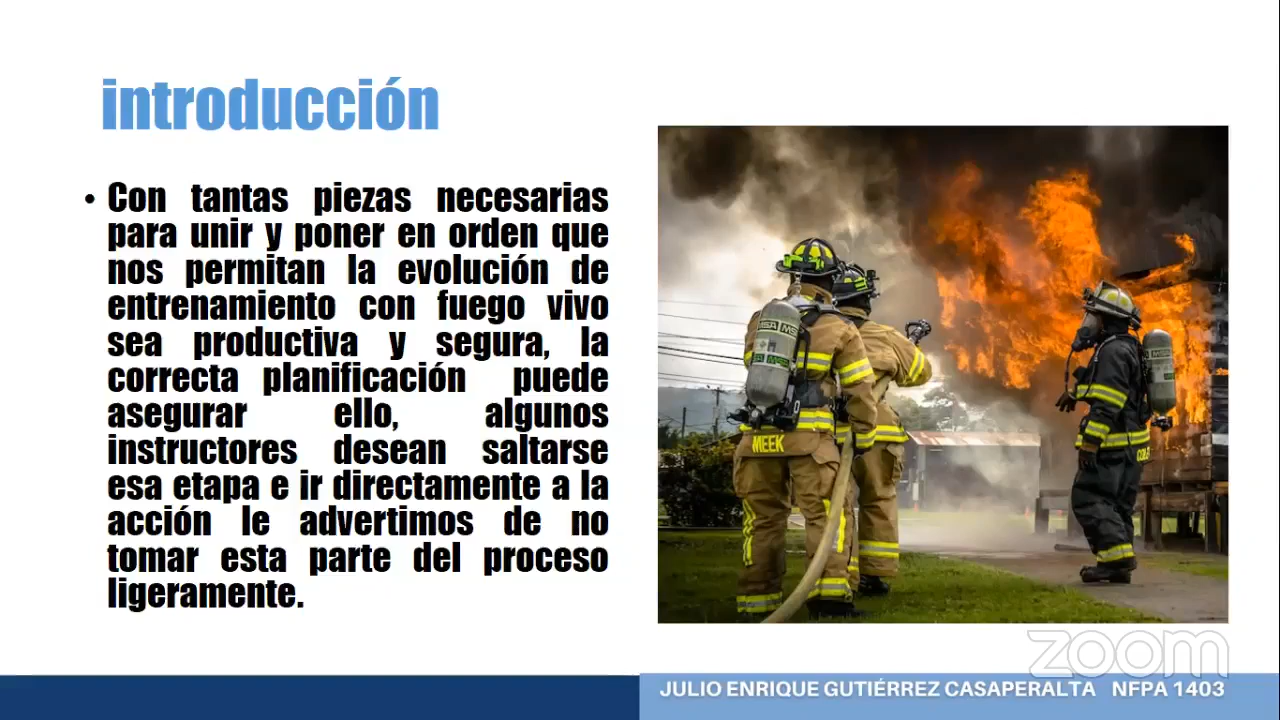 introducción
• Con tantas piezas necesarias
para unir y poner en orden que
nos permitan la evolución de
entrenamiento con fuego vivo
sea productiva y segura, la
correcta planificación puede
asegurar ello, algunos
instructores desean saltarse
esa etapa e ir directamente a la
acción le advertimos de no
tomar esta parte del proceso
ligeramente.
MSA
MEEK
zoom
JULIO ENRIQUE GUTIÉRREZ CASAPERALTA NFPA 1403